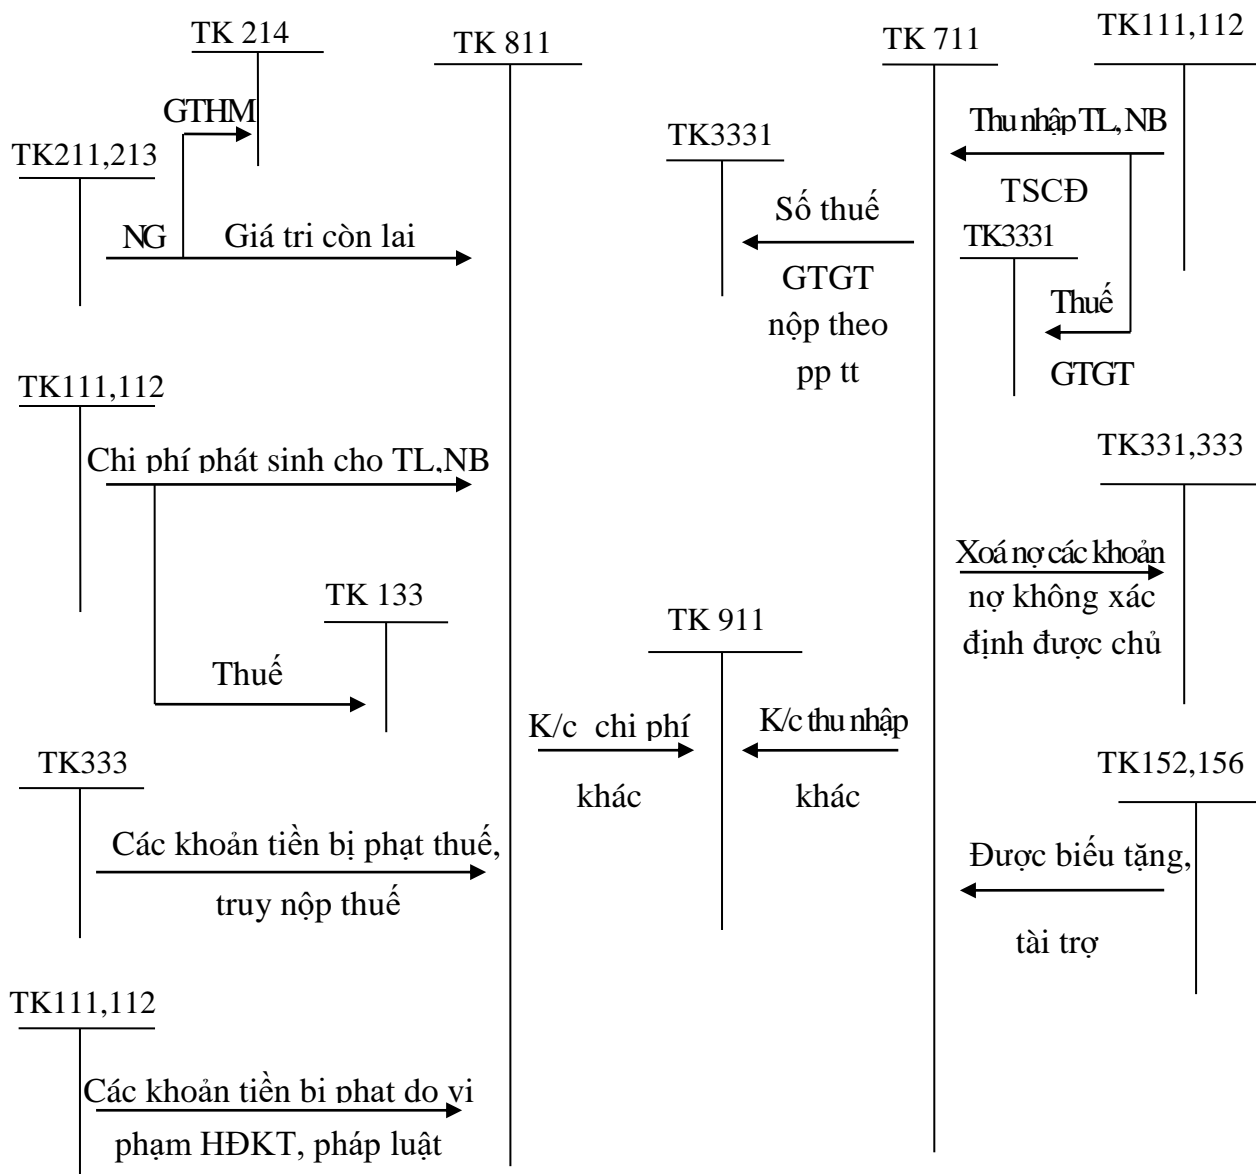 TK 214
TK 811
TK 711
TK111,112
GTHM
TK3331
Thu nhập TL, NB
TK211,213
TSCĐ
Số thuế
NG
Giá tri còn lai
TK3331
GTGT
Thuế
nộp theo
pp tt
GTGT
TK111,112
Chi phí phát sinh cho TL,NB
TK331,333
Xoá nợ các khoản
nợ không xác
định được chủ
TK 133
TK 911
Thuế
K/c chi phí
khác
K/c thu nhập
khác
TK333
TK152,156
Các khoản tiền bị phạt thuế,
truy nộp thuế
Được biếu tặng,
tài trợ
TK111,112
Các khoản tiền bi phat do vi
phạm HĐKT, pháp luật